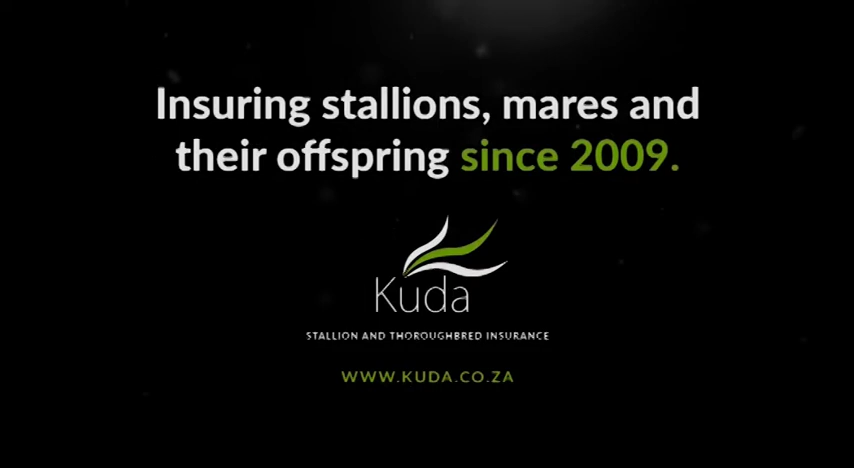 Insuring stallions, mares and
their offspring since 2009.
Kuda
STALLION AND THOROUGHBRED INSURANCE
WWW.KUDA.CO.ZA